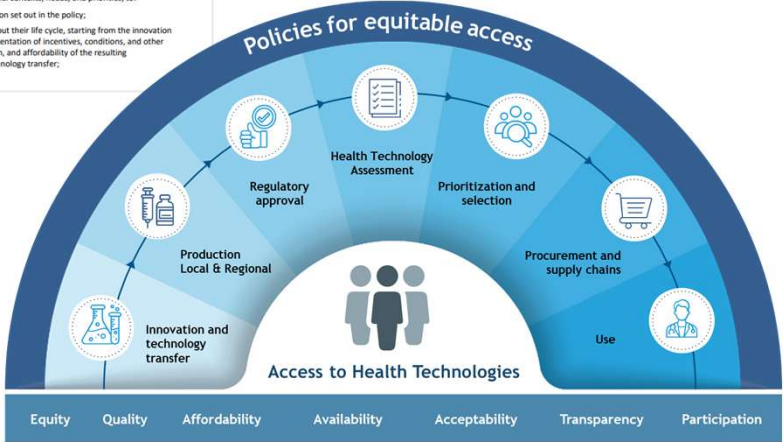 on set out in the policy;
out their life cycle, starting from the innovation
entation of incentives, conditions, and other
n, and affordability of the resulting
nology transfer;
Policies for equitable access
Health Technology
Assessment
Regulatory
approval
Prioritization and
selection
Production
Local & Regional
Procurement and
supply chains
Innovation and
technology
transfer
Use
Access to Health Technologies
Equity Quality Affordability Availability Acceptability Transparency Participation